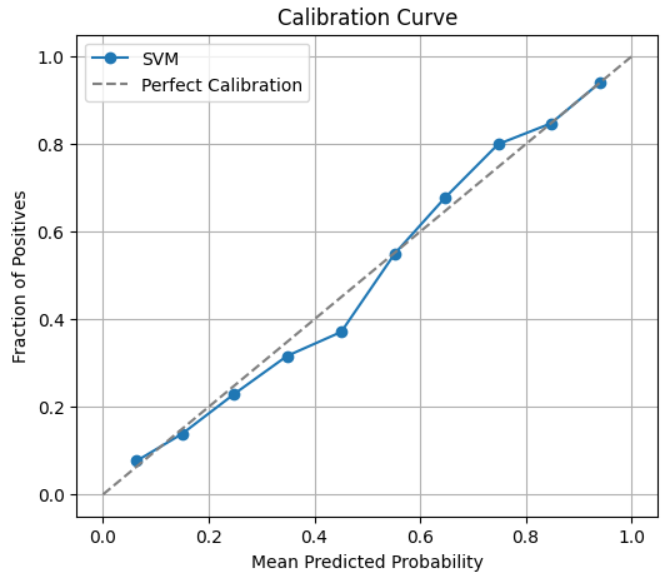 Calibration Curve
SVM
Perfect Calibration
Fraction of Positives
1.0
0.8
0.6
0.4
0.2
0.0
0.0 0.2 0.4 0.6 0.8 1.0
Mean Predicted Probability